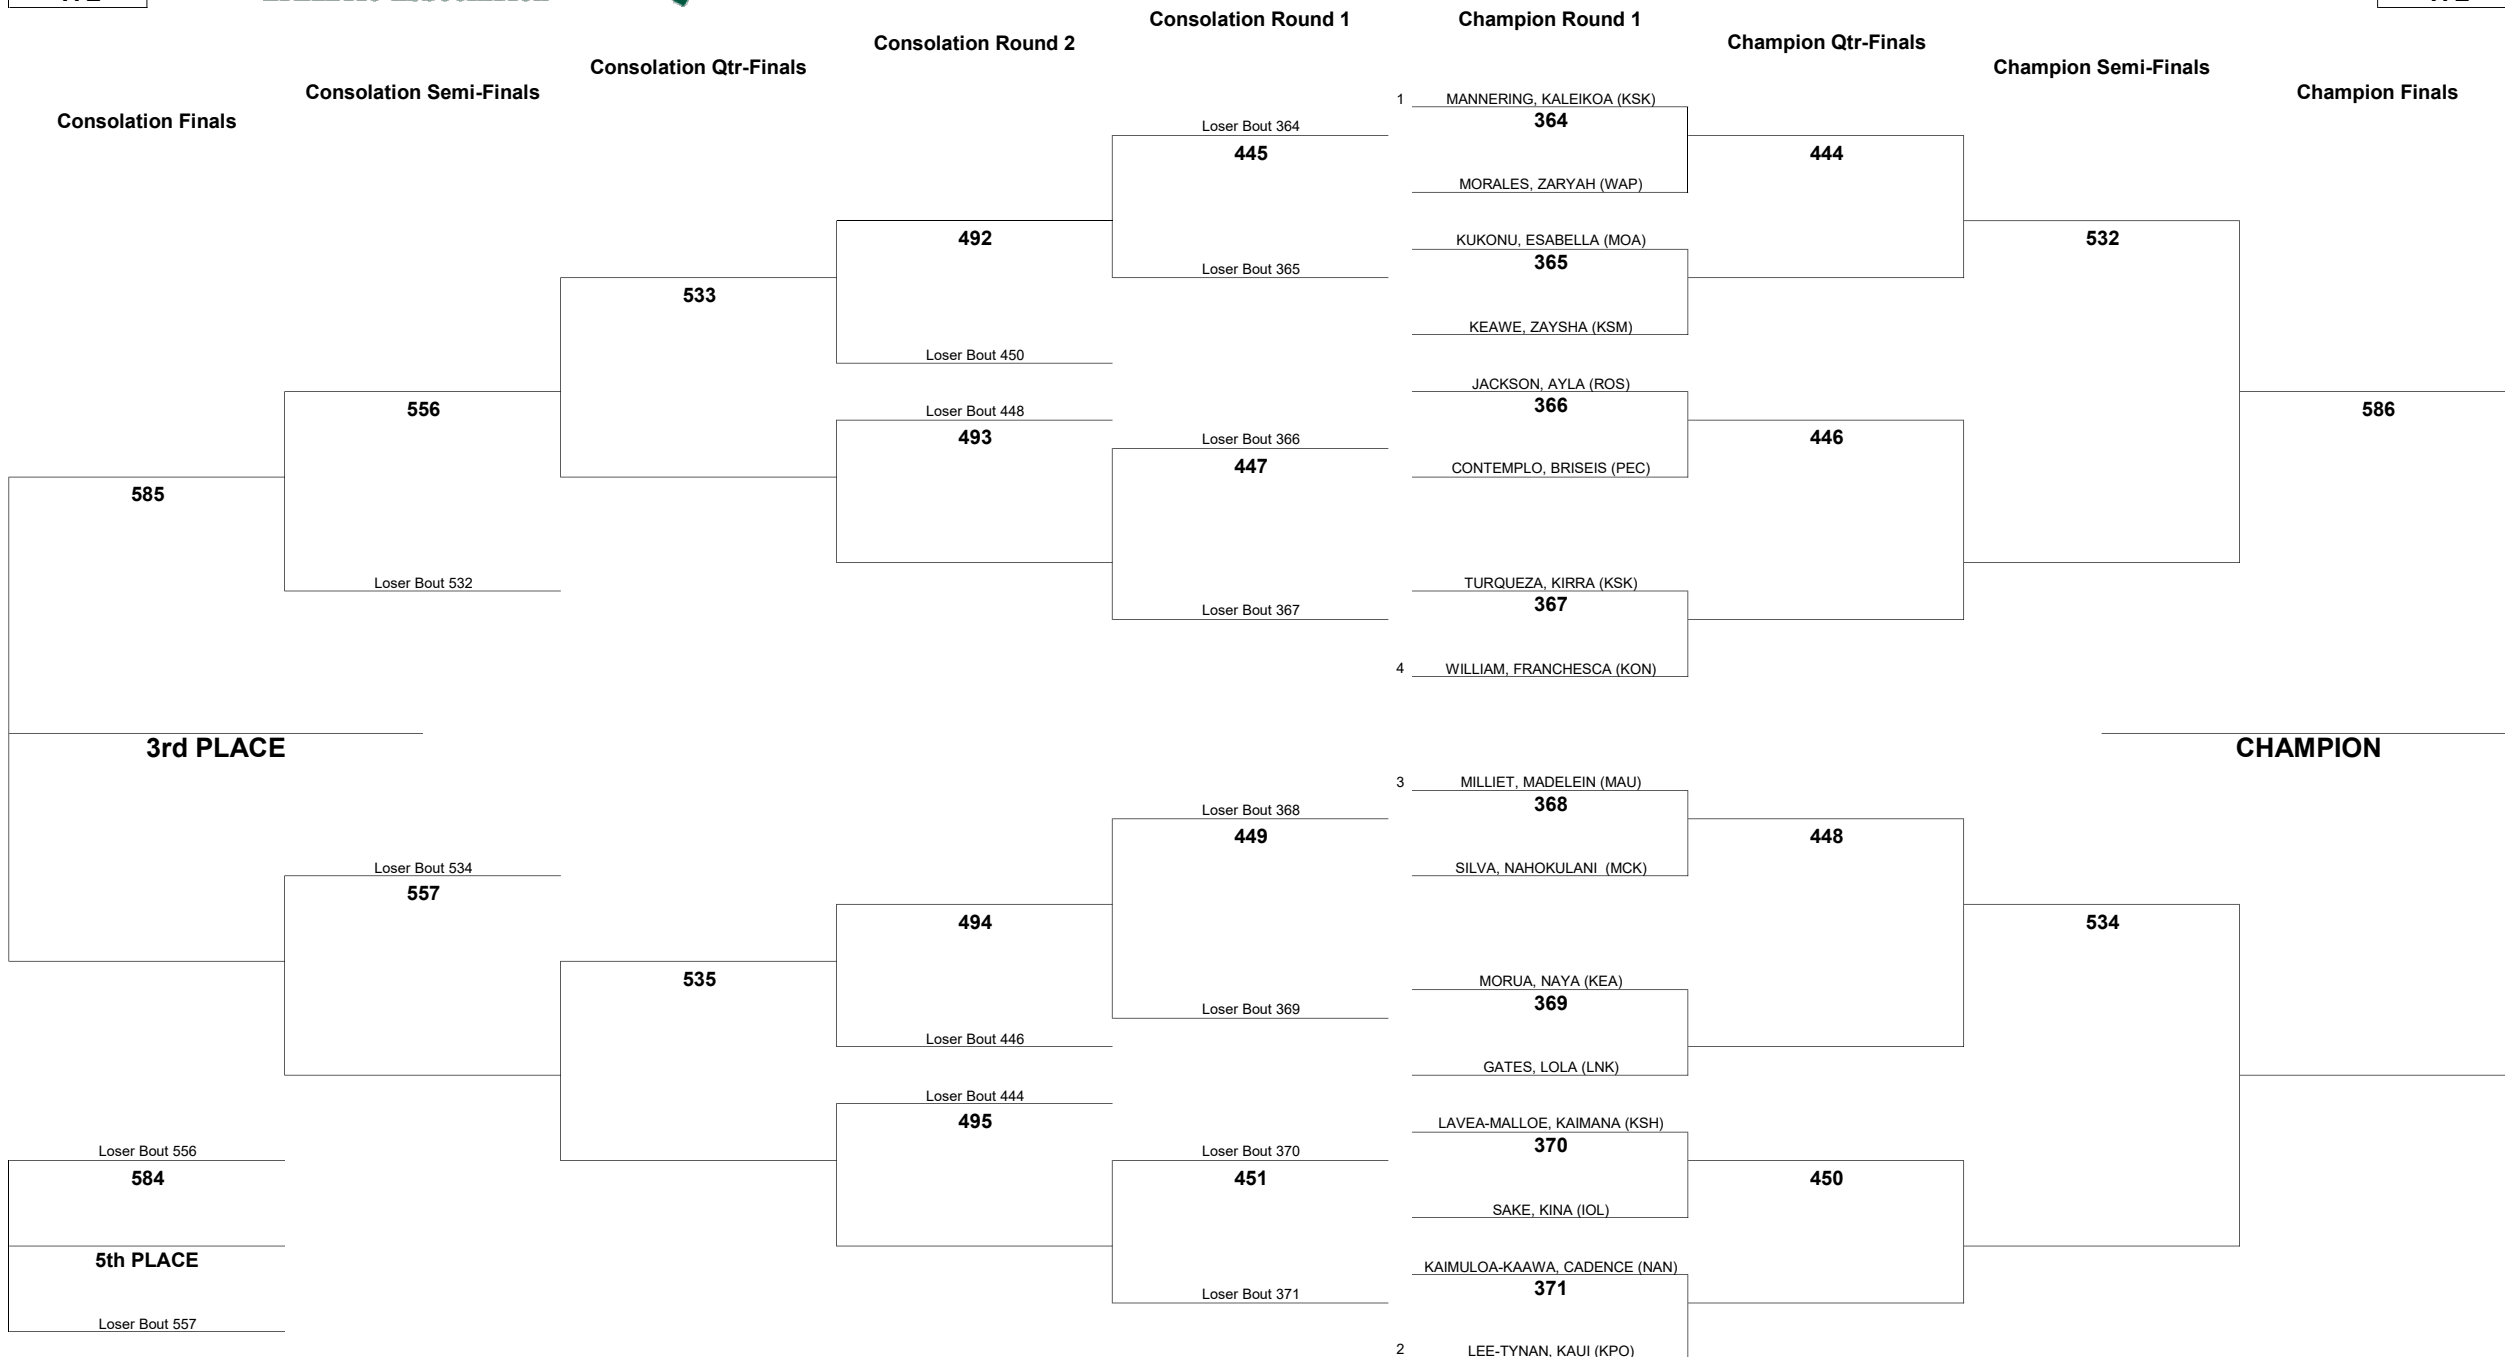 Consolation Round 1
Champion Round 1
Consolation Round 2
Champion Qtr-Finals
Consolation Qtr-Finals
Champion Semi-Finals
Consolation Semi-Finals
Champion Finals
Consolation Finals
1 MANNERING, KALEIKOA (KSK)
364
Loser Bout 364
445
444
MORALES, ZARYAH (WAP)
492
532
KUKONU, ESABELLA (MOA)
365
Loser Bout 365
533
KEAWE, ZAYSHA (KSM)
Loser Bout 450
JACKSON, AYLA (ROS)
366
556
586
Loser Bout 448
493
Loser Bout 366
447
446
CONTEMPLO, BRISEIS (PEC)
585
Loser Bout 532
TURQUEZA, KIRRA (KSK)
367
Loser Bout 367
4 WILLIAM, FRANCHESCA (KON)
3rd PLACE
CHAMPION
3 MILLIET, MADELEIN (MAU)
368
Loser Bout 368
449
448
Loser Bout 534
557
SILVA, NAHOKULANI (MCK)
494
534
535
MORUA, NAYA (KEA)
369
Loser Bout 369
Loser Bout 446
GATES, LOLA (LNK)
Loser Bout 444
495
LAVEA-MALLOE, KAIMANA (KSH)
370
Loser Bout 556
584
Loser Bout 370
451
450
SAKE, KINA (IOL)
5th PLACE
KAIMULOA-KAAWA, CADENCE (NAN)
371
Loser Bout 371
Loser Bout 557
2 LEE-TYNAN, KAUI (KPO)